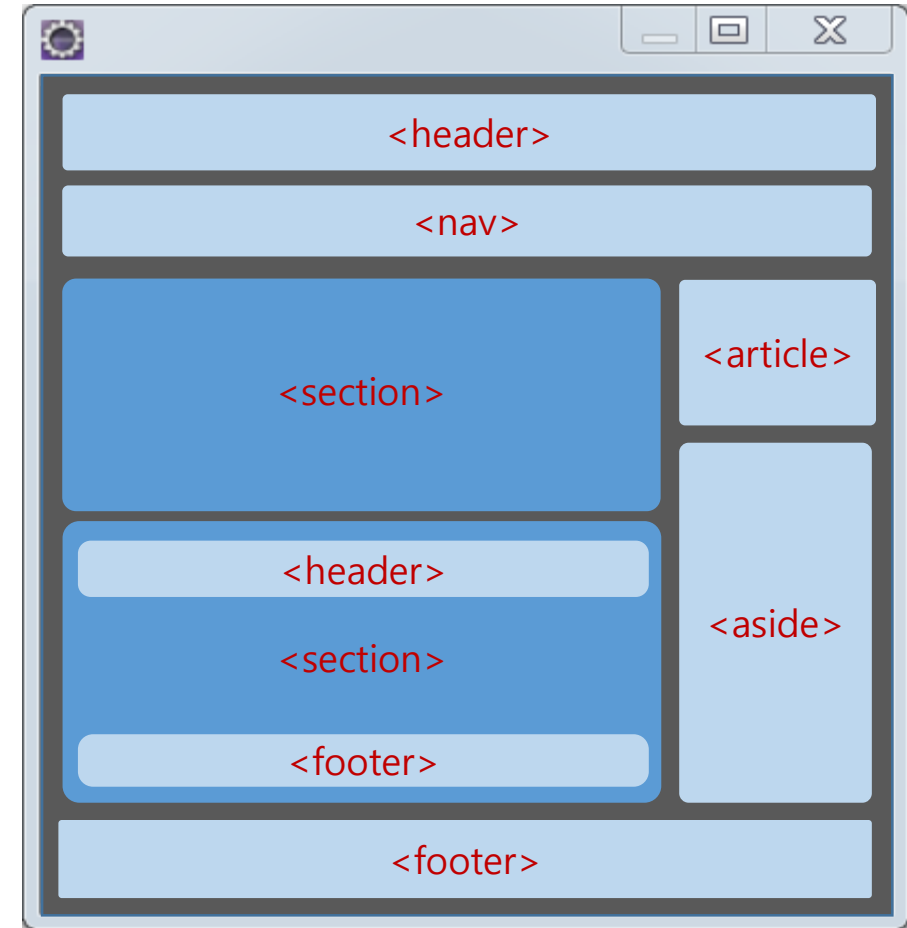 <header>
<nav>
<section>
<article>
<header>
<section>
<footer>
<aside>
<footer>